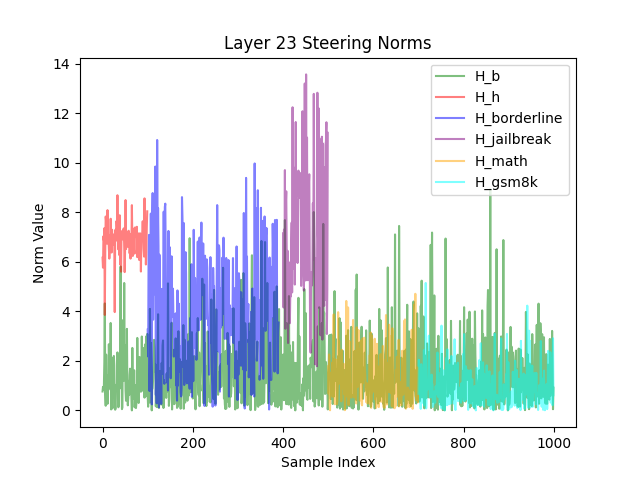 Layer 23 Steering Norms
Norm Value
14
12
10
8
6
4
2
0
H_b
H_h
H_borderline
H_jailbreak
H_math
H_gsm8k
0
200
400
600
800
1000
Sample Index